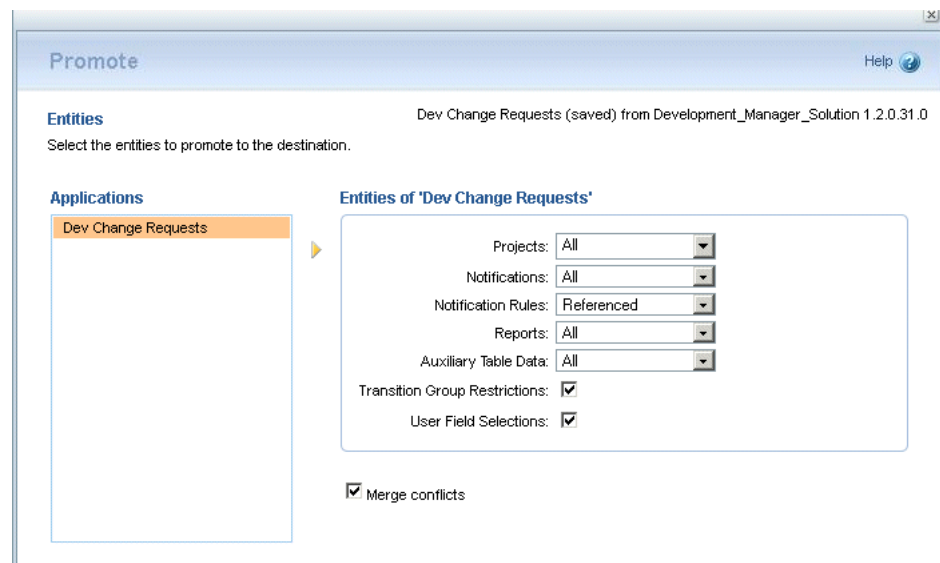 Promote
Help
Entities
Dev Change Requests (saved) from Development_Manager_Solution 1.2.0.31.0
Select the entities to promote to the destination.
Applications
Entities of 'Dev Change Requests'
Dev Change Requests
Projects: All
Notifications: All
Notification Rules: Referenced
Reports: All
Auxiliary Table Data: All
Transition Group Restrictions:
User Field Selections:
Merge conflicts